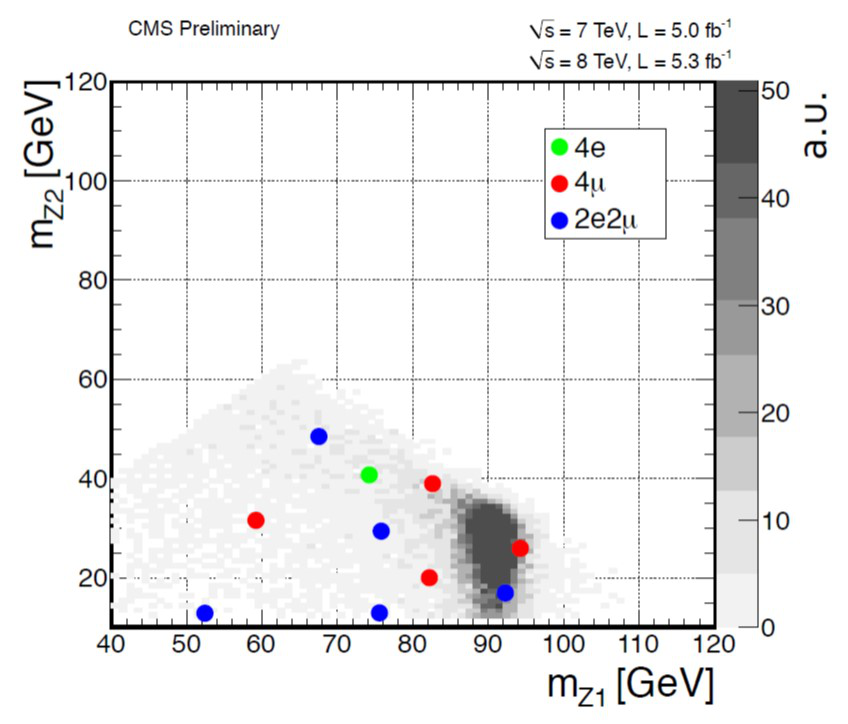 CMS Preliminary
√s = 7 TeV, L = 5.0 fb⁻¹
√s = 8 TeV, L = 5.3 fb⁻¹
m_Z2 [GeV]
120
100
80
60
40
20
4e
4μ
2e2μ
50
40
30
20
10
0
a.u.
40 50 60 70 80 90 100 110 120
m_Z1 [GeV]